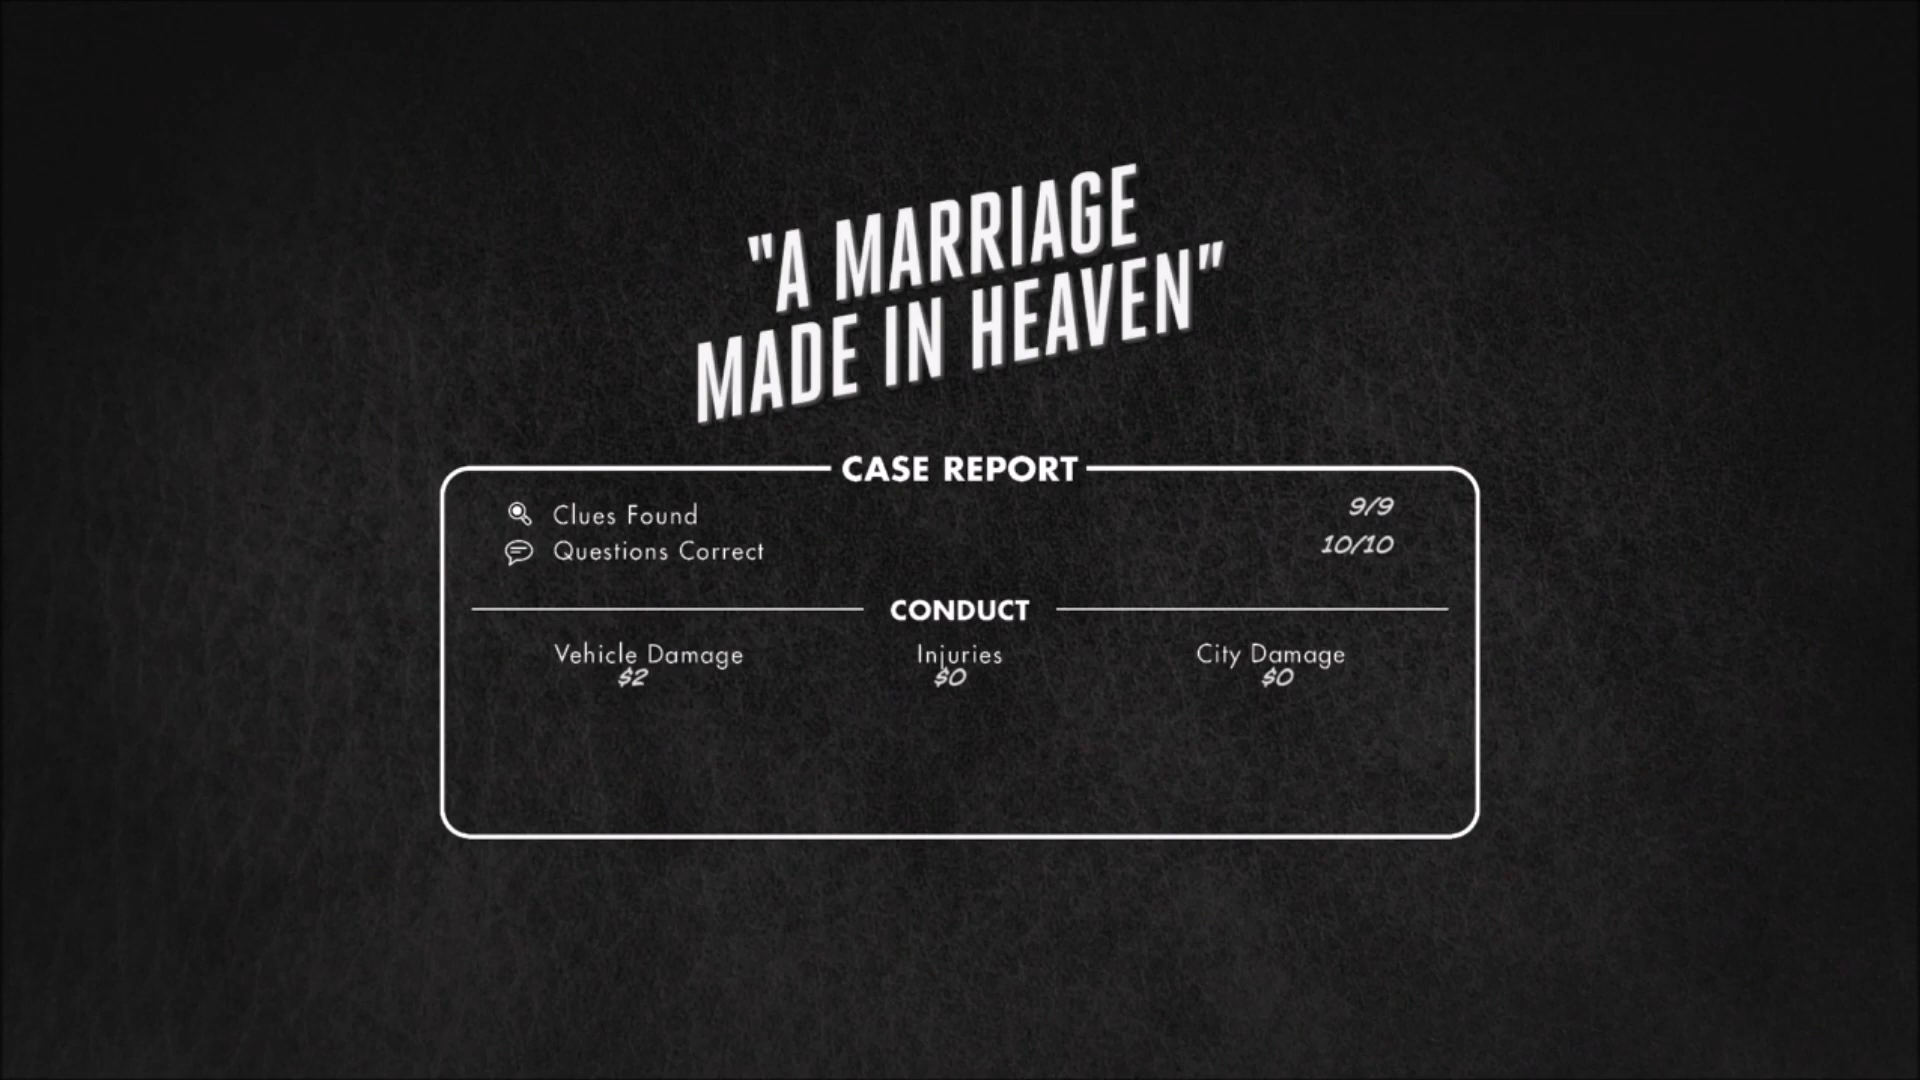 "A MARRIAGE
MADE IN HEAVEN"
CASE REPORT
Clues Found 9/9
Questions Correct 10/10
CONDUCT
Vehicle Damage Injuries City Damage
$2 $0 $0